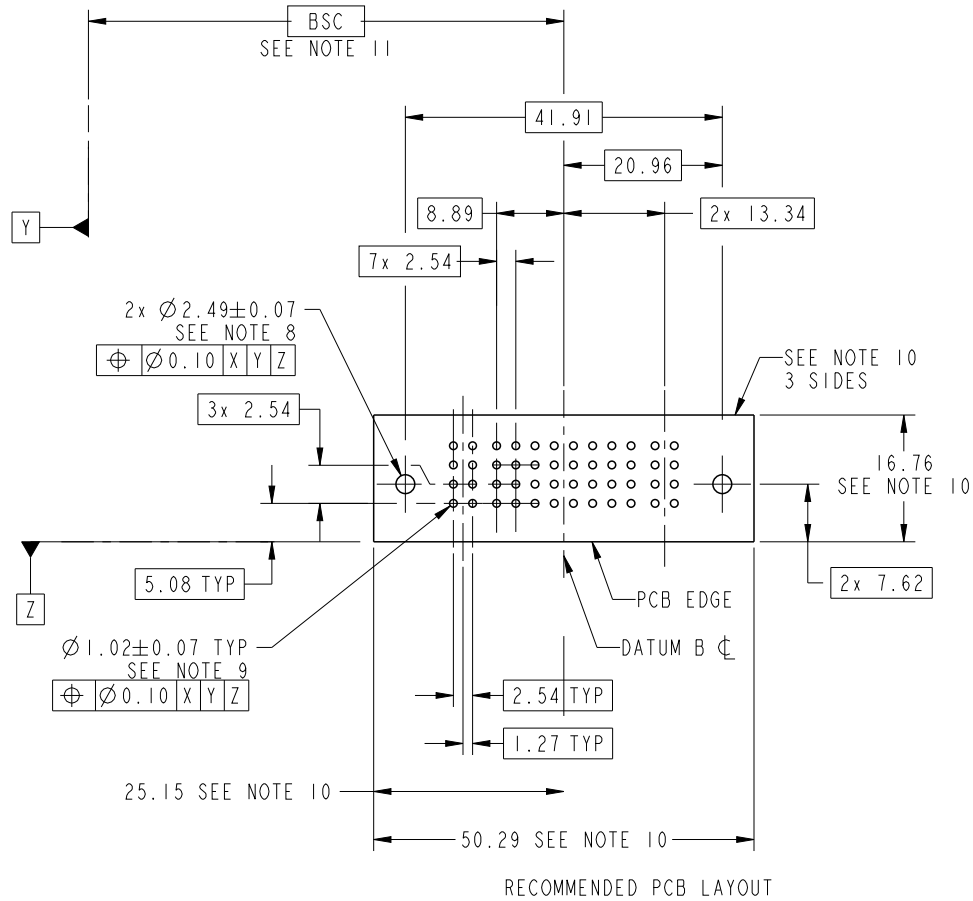 BSC
SEE NOTE 11
41.91
20.96
8.89
2x 13.34
Y
7x 2.54
2x Ø2.49±0.07
SEE NOTE 8
⌖ Ø0.10 X Y Z
SEE NOTE 10
3 SIDES
3x 2.54
16.76
SEE NOTE 10
5.08 TYP
2x 7.62
Z
PCB EDGE
Ø1.02±0.07 TYP
SEE NOTE 9
⌖ Ø0.10 X Y Z
DATUM B ℄
2.54 TYP
1.27 TYP
25.15 SEE NOTE 10
50.29 SEE NOTE 10
RECOMMENDED PCB LAYOUT